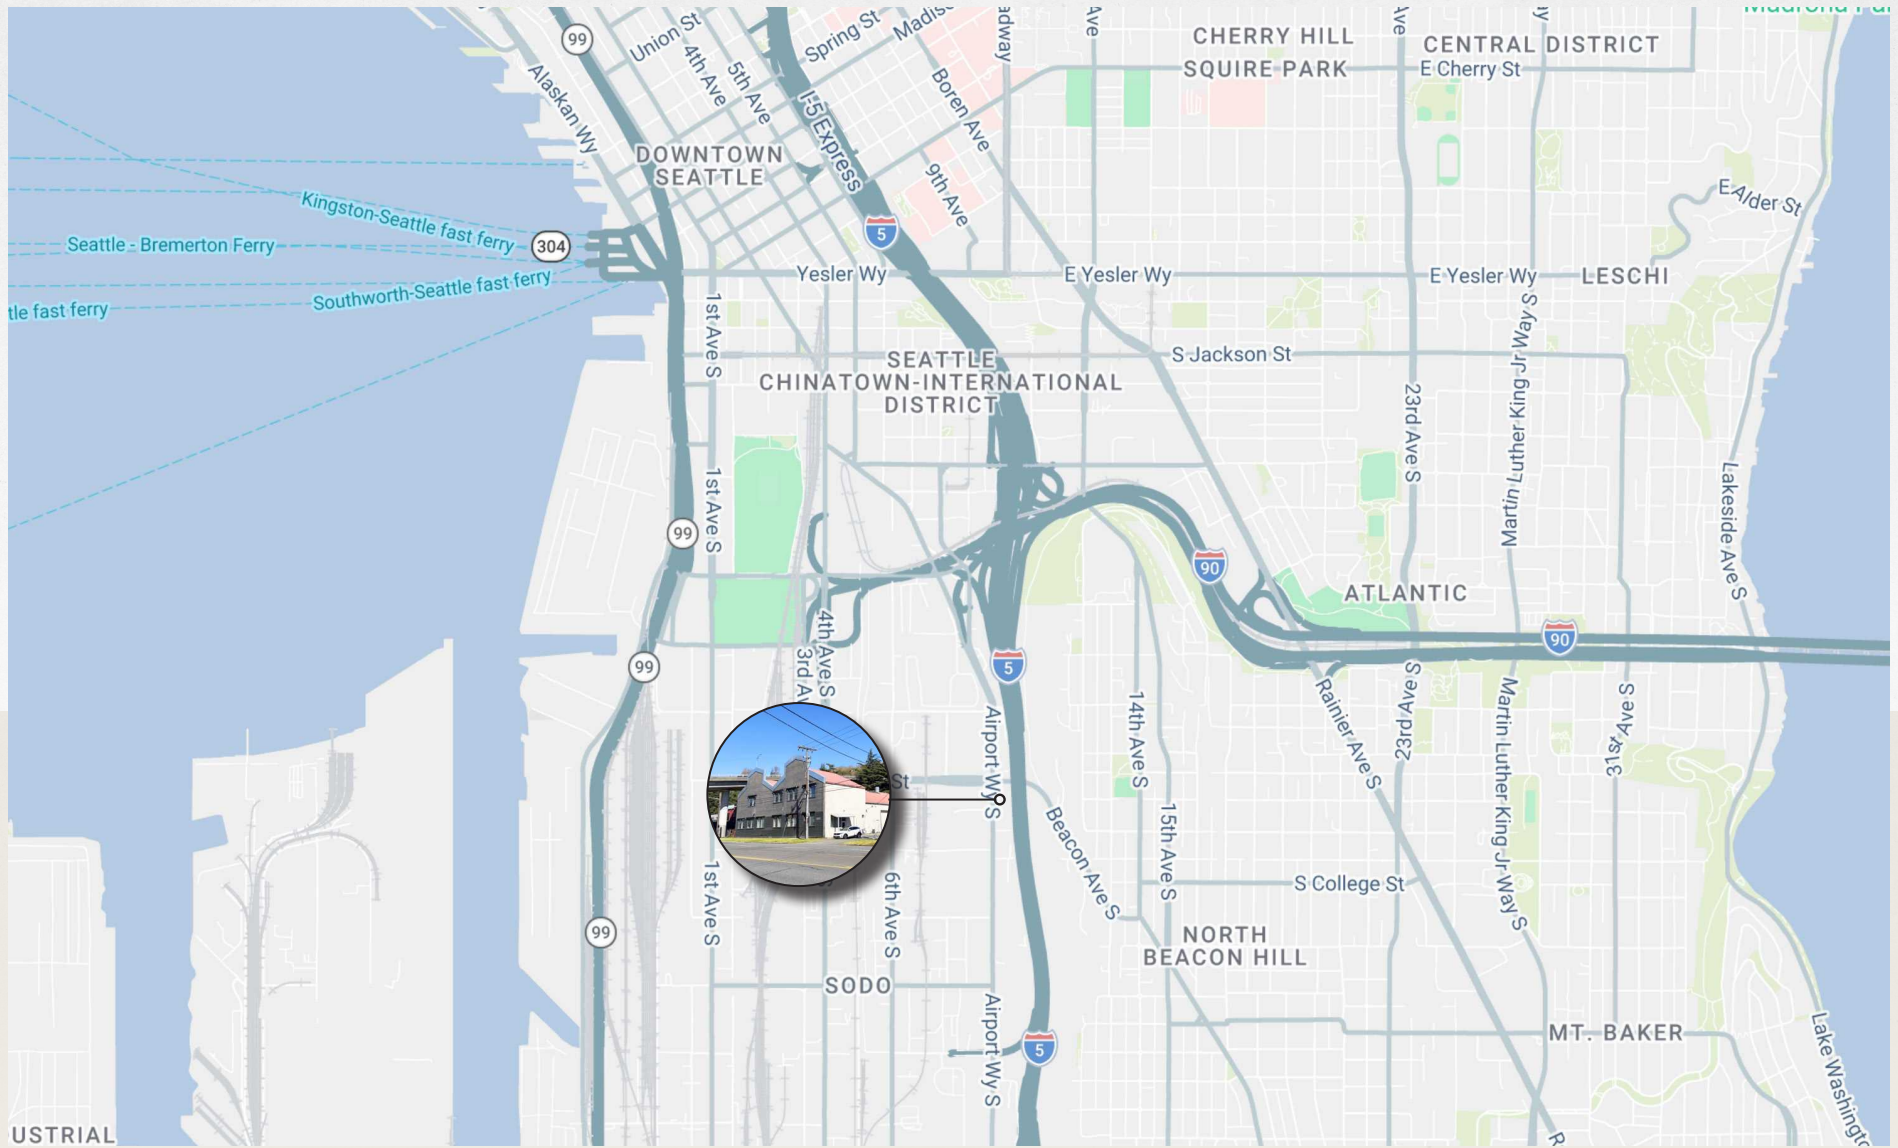 Union St
4th Ave
5th Ave
Spring St
Boren Ave
Ave
CHERRY HILL
SQUIRE PARK
Ave
CENTRAL DISTRICT
E Cherry St
99
Alaskan Wy
I-5 Express
DOWNTOWN
SEATTLE
9th Ave
E Alder St
Kingston-Seattle fast ferry
Seattle - Bremerton Ferry
304
5
Southworth-Seattle fast ferry
tle fast ferry
Yesler Wy
E Yesler Wy
E Yesler Wy
LESCHI
1st Ave S
SEATTLE
CHINATOWN-INTERNATIONAL
DISTRICT
S Jackson St
Martin Luther King Jr Way S
23rd Ave S
1st Ave S
Lakeside Ave S
99
90
ATLANTIC
4th Ave S
3rd Av
99
5
90
Airport Wy S
14th Ave S
Rainier Ave S
23rd Ave S
Martin Luther King Jr Way S
31st Ave S
St
Beacon Ave S
15th Ave S
1st Ave S
6th Ave S
S College St
99
NORTH
BEACON HILL
SODO
Airport Wy S
5
MT. BAKER
Lake Washingt
USTRIAL
R